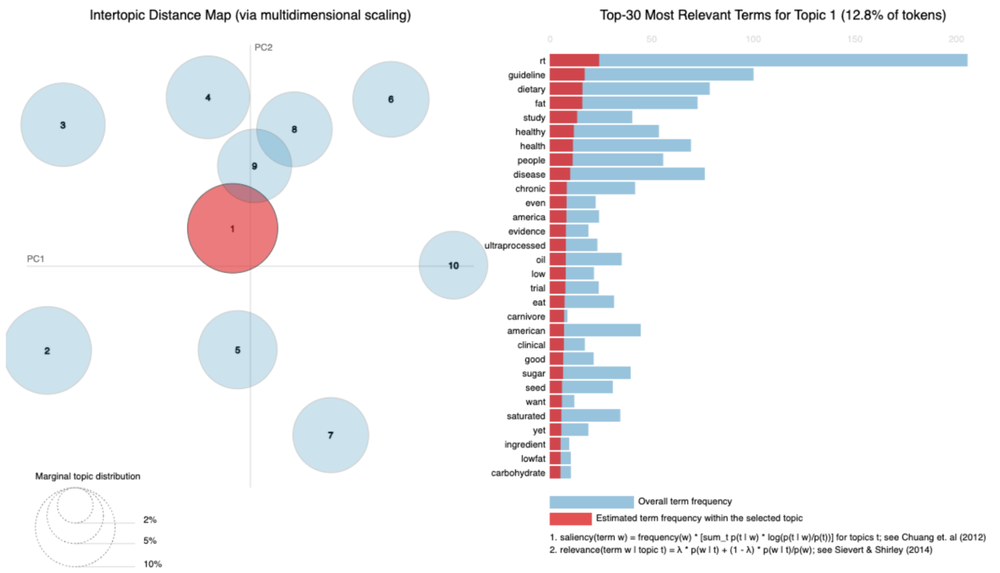 Intertopic Distance Map (via multidimensional scaling)
PC2
4
6
3
8
9
1
PC1
10
2
5
7
Marginal topic distribution
2%
5%
10%
Top-30 Most Relevant Terms for Topic 1 (12.8% of tokens)
0 50 100 150 200
rt
guideline
dietary
fat
study
healthy
health
people
disease
chronic
even
america
evidence
ultraprocessed
oil
low
trial
eat
carnivore
american
clinical
good
sugar
seed
want
saturated
yet
ingredient
lowfat
carbohydrate
Overall term frequency
Estimated term frequency within the selected topic
1. saliency(term w) = frequency(w) * [sum_t p(t | w) * log(p(t | w)/p(t))] for topics t; see Chuang et. al (2012)
2. relevance(term w | topic t) = λ * p(w | t) + (1 - λ) * p(w | t)/p(w); see Sievert & Shirley (2014)